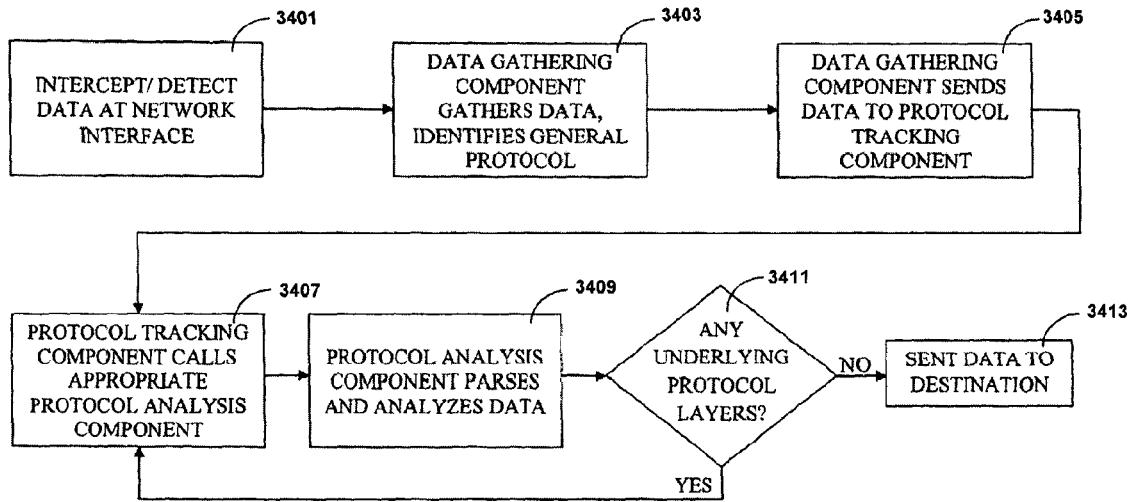 3401
INTERCEPT/ DETECT
DATA AT NETWORK
INTERFACE
3403
DATA GATHERING
COMPONENT
GATHERS DATA,
IDENTIFIES GENERAL
PROTOCOL
3405
DATA GATHERING
COMPONENT SENDS
DATA TO PROTOCOL
TRACKING
COMPONENT
3407
PROTOCOL TRACKING
COMPONENT CALLS
APPROPRIATE
PROTOCOL ANALYSIS
COMPONENT
3409
PROTOCOL ANALYSIS
COMPONENT PARSES
AND ANALYZES DATA
3411
ANY
UNDERLYING
PROTOCOL
LAYERS?
NO
YES
3413
SENT DATA TO
DESTINATION